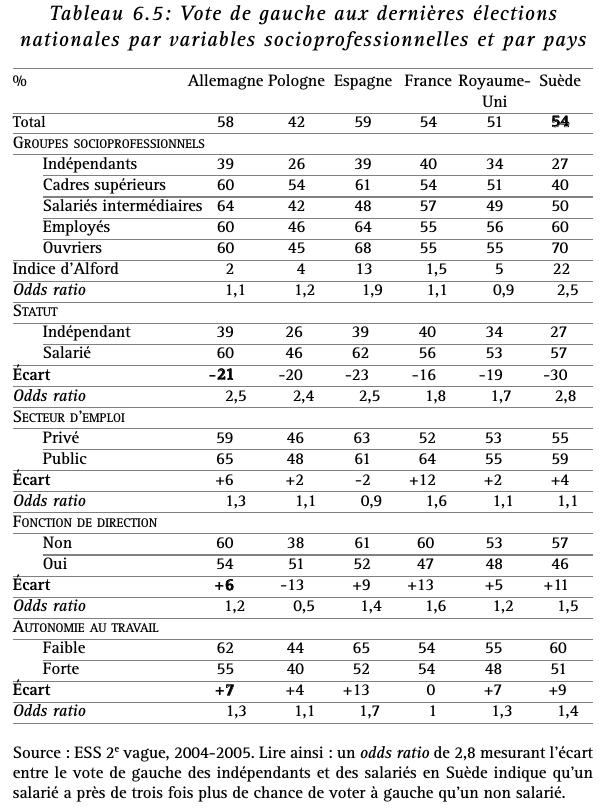 Tableau 6.5: Vote de gauche aux dernières élections
nationales par variables socioprofessionnelles et par pays
% Allemagne Pologne Espagne France Royaume-Uni Suède
Total 58 42 59 54 51 54
GROUPES SOCIOPROFESSIONNELS
Indépendants 39 26 39 40 34 27
Cadres supérieurs 60 54 61 54 51 40
Salariés intermédiaires 64 42 48 57 49 50
Employés 60 46 64 55 56 60
Ouvriers 60 45 68 55 55 70
Indice d'Alford 2 4 13 1,5 5 22
Odds ratio 1,1 1,2 1,9 1,1 0,9 2,5
STATUT
Indépendant 39 26 39 40 34 27
Salarié 60 46 62 56 53 57
Écart -21 -20 -23 -16 -19 -30
Odds ratio 2,5 2,4 2,5 1,8 1,7 2,8
SECTEUR D'EMPLOI
Privé 59 46 63 52 53 55
Public 65 48 61 64 55 59
Écart +6 +2 -2 +12 +2 +4
Odds ratio 1,3 1,1 0,9 1,6 1,1 1,1
FONCTION DE DIRECTION
Non 60 38 61 60 53 57
Oui 54 51 52 47 48 46
Écart +6 -13 +9 +13 +5 +11
Odds ratio 1,2 0,5 1,4 1,6 1,2 1,5
AUTONOMIE AU TRAVAIL
Faible 62 44 65 54 55 60
Forte 55 40 52 54 48 51
Écart +7 +4 +13 0 +7 +9
Odds ratio 1,3 1,1 1,7 1 1,3 1,4
Source : ESS 2e vague, 2004-2005. Lire ainsi : un odds ratio de 2,8 mesurant l'écart
entre le vote de gauche des indépendants et des salariés en Suède indique qu'un
salarié a près de trois fois plus de chance de voter à gauche qu'un non salarié.